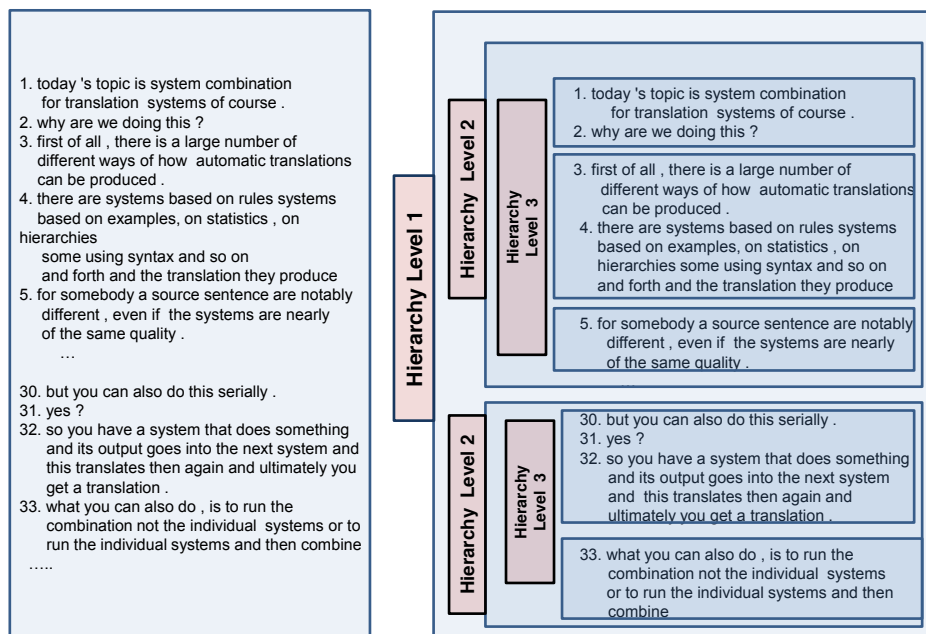 1. today 's topic is system combination
for translation systems of course .
2. why are we doing this ?
3. first of all , there is a large number of
different ways of how automatic translations
can be produced .
4. there are systems based on rules systems
based on examples, on statistics , on
hierarchies
some using syntax and so on
and forth and the translation they produce
5. for somebody a source sentence are notably
different , even if the systems are nearly
of the same quality .
…
30. but you can also do this serially .
31. yes ?
32. so you have a system that does something
and its output goes into the next system and
this translates then again and ultimately you
get a translation .
33. what you can also do , is to run the
combination not the individual systems or to
run the individual systems and then combine
…..
Hierarchy Level 1
Hierarchy Level 2
Hierarchy
Level 3
1. today 's topic is system combination
for translation systems of course .
2. why are we doing this ?
3. first of all , there is a large number of
different ways of how automatic translations
can be produced .
4. there are systems based on rules systems
based on examples, on statistics , on
hierarchies some using syntax and so on
and forth and the translation they produce
5. for somebody a source sentence are notably
different , even if the systems are nearly
of the same quality .
…
Hierarchy Level 2
Hierarchy
Level 3
30. but you can also do this serially .
31. yes ?
32. so you have a system that does something
and its output goes into the next system
and this translates then again and
ultimately you get a translation .
33. what you can also do , is to run the
combination not the individual systems
or to run the individual systems and then
combine